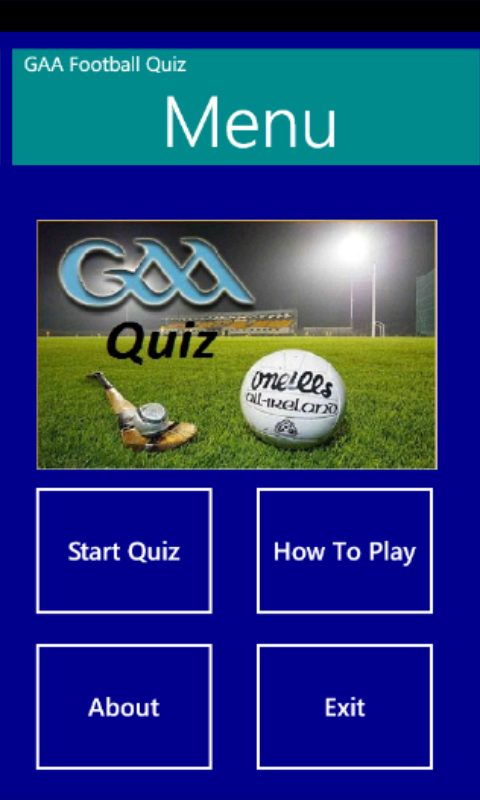 GAA Football Quiz
Menu
GAA
Quiz
O'Neills
ALL-IRELAND
Start Quiz
How To Play
About
Exit